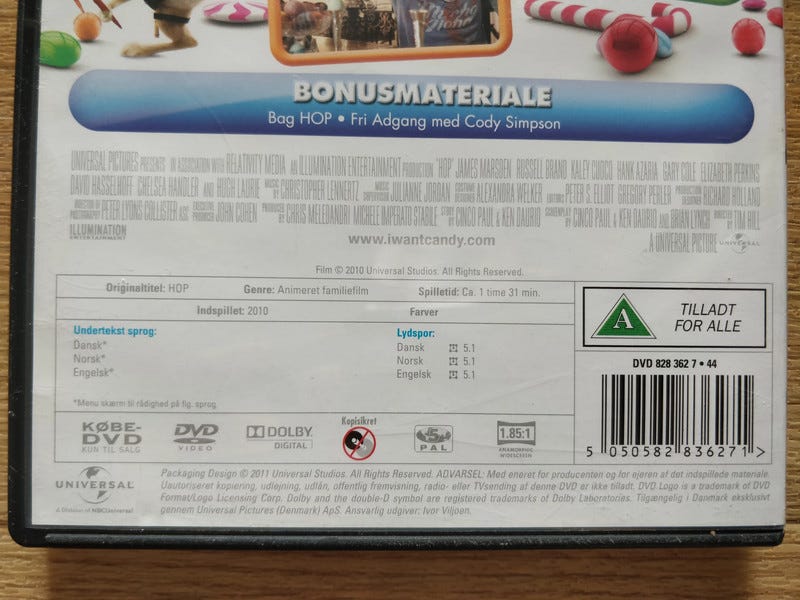 BONUSMATERIALE
Bag HOP • Fri Adgang med Cody Simpson
UNIVERSAL PICTURES PRESENTS IN ASSOCIATION WITH RELATIVITY MEDIA AN ILLUMINATION ENTERTAINMENT PRODUCTION "HOP" JAMES MARSDEN RUSSELL BRAND KALEY CUOCO HANK AZARIA GARY COLE ELIZABETH PERKINS
DAVID HASSELHOFF CHELSEA HANDLER AND HUGH LAURIE MUSIC BY CHRISTOPHER LENNERTZ MUSIC SUPERVISION JULIANNE JORDAN COSTUME DESIGNER ALEXANDRA WELKER EDITORS PETER S. ELLIOT GREGORY PERLER PRODUCTION DESIGNER RICHARD HOLLAND
DIRECTOR OF PHOTOGRAPHY PETER LYONS COLLISTER ASC EXECUTIVE PRODUCER JOHN COHEN PRODUCED BY CHRIS MELEDANDRI MICHELE IMPERATO STABILE STORY BY CINCO PAUL & KEN DAURIO SCREENPLAY BY CINCO PAUL & KEN DAURIO AND BRIAN LYNCH DIRECTED BY TIM HILL
ILLUMINATION
ENTERTAINMENT
www.iwantcandy.com
A UNIVERSAL PICTURE UNIVERSAL
Film © 2010 Universal Studios. All Rights Reserved.
Originaltitel: HOP Genre: Animeret familiefilm Spilletid: Ca. 1 time 31 min.
Indspillet: 2010 Farver
Undertekst sprog:
Dansk*
Norsk*
Engelsk*
*Menu skærm til rådighed på flg. sprog
Lydspor:
Dansk 5.1
Norsk 5.1
Engelsk 5.1
A TILLADT
FOR ALLE
DVD 828 362 7 • 44
5 050582 836271 >
KØBE-
DVD
KUN TIL SALG
DVD
VIDEO
DOLBY
DIGITAL
Kopisikret
5
PAL
1.85:1
ANAMORPHIC
WIDESCREEN
UNIVERSAL
A Division of NBCUniversal
Packaging Design © 2011 Universal Studios. All Rights Reserved. ADVARSEL: Med eneret for producenten og for ejeren af det indspillede materiale.
Uautoriseret kopiering, udlejning, udlån, offentlig fremvisning, radio- eller TVsending af denne DVD er ikke tilladt. DVD Logo is a trademark of DVD
Format/Logo Licensing Corp. Dolby and the double-D symbol are registered trademarks of Dolby Laboratories. Tilgængelig i Danmark eksklusivt
gennem Universal Pictures (Denmark) ApS. Ansvarlig udgiver: Ivor Viljoen.